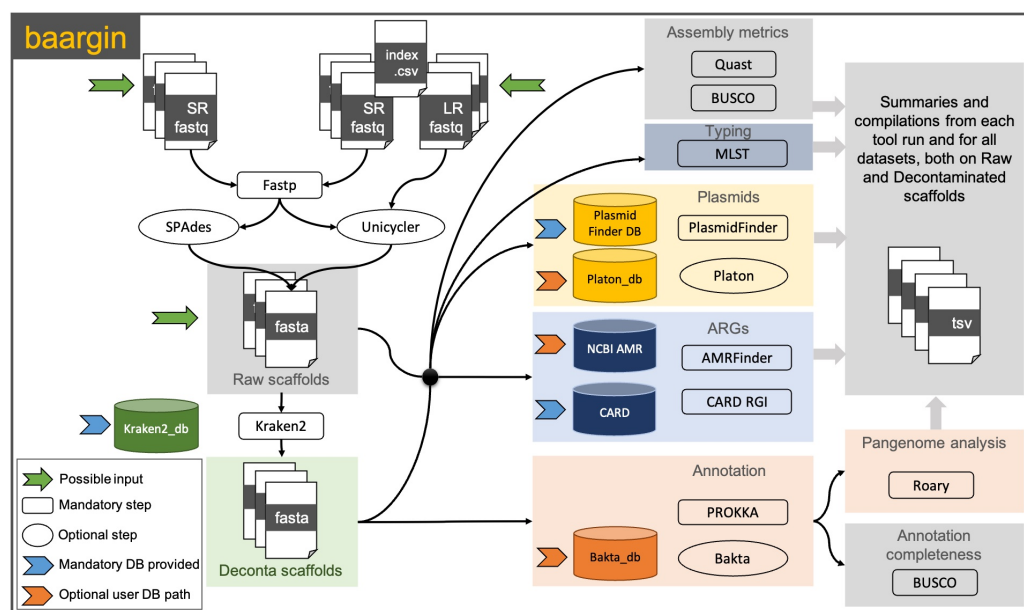 baargin
index
.csv
SR
fastq
SR
fastq
LR
fastq
Fastp
SPAdes
Unicycler
fasta
Raw scaffolds
Kraken2_db
Kraken2
fasta
Deconta scaffolds
Possible input
Mandatory step
Optional step
Mandatory DB provided
Optional user DB path
Assembly metrics
Quast
BUSCO
Typing
MLST
Plasmids
Plasmid
Finder DB
PlasmidFinder
Platon_db
Platon
ARGs
NCBI AMR
AMRFinder
CARD
CARD RGI
Annotation
PROKKA
Bakta_db
Bakta
Summaries and
compilations from each
tool run and for all
datasets, both on Raw
and Decontaminated
scaffolds
tsv
Pangenome analysis
Roary
Annotation
completeness
BUSCO